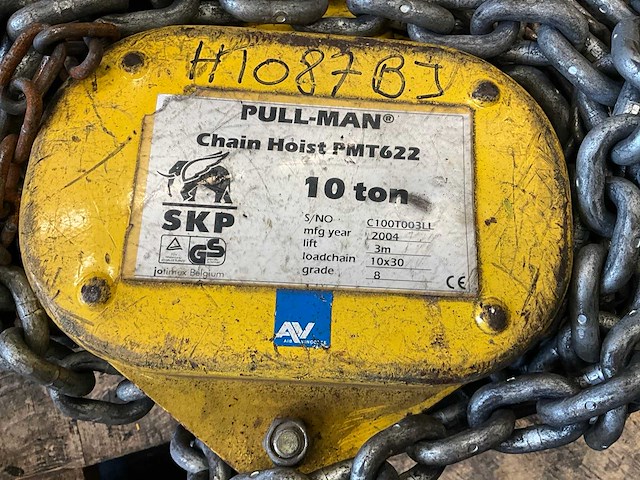 H1087BJ
PULL-MAN®
Chain Hoist PMT622
10 ton
SKP
S/NO C100T003LL
mfg year 2004
lift 3m
loadchain 10x30
grade 8
GS
jotimex Belgium
CE
AV